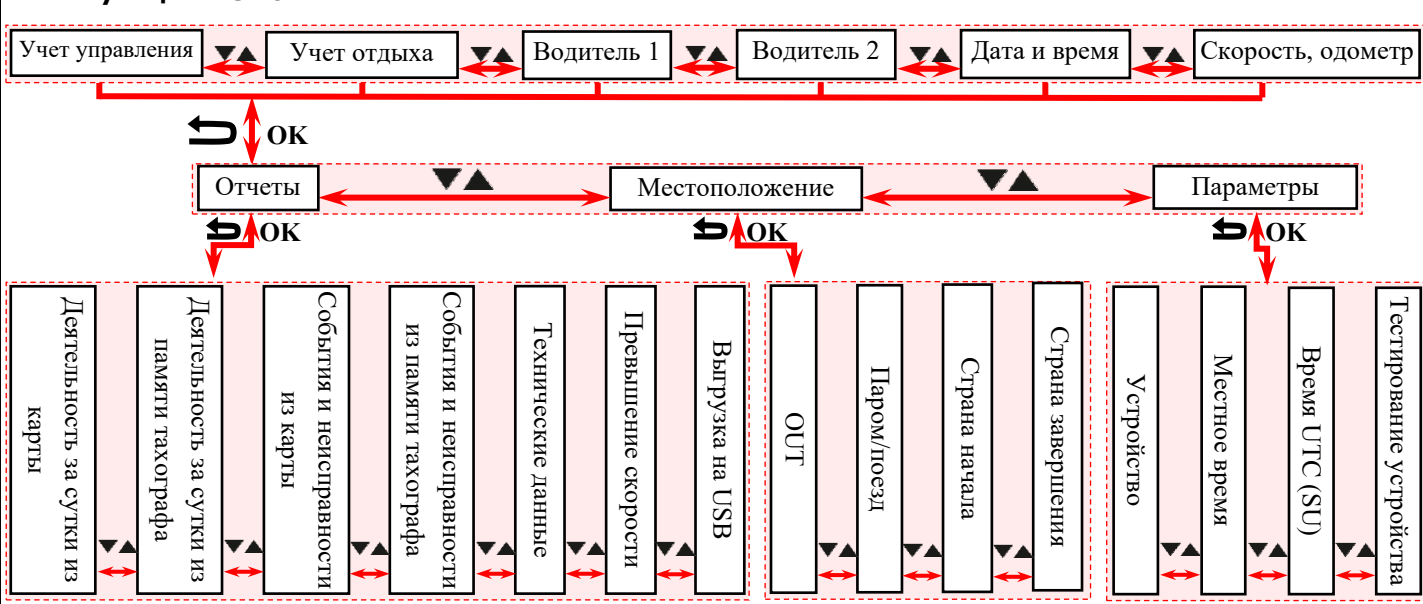 Учет управления
Учет отдыха
Водитель 1
Водитель 2
Дата и время
Скорость, одометр
OK
Отчеты
Местоположение
Параметры
OK
OK
OK
Деятельность за сутки из
карты
Деятельность за сутки из
памяти тахографа
События и неисправности
из карты
События и неисправности
из памяти тахографа
Технические данные
Превышение скорости
Выгрузка на USB
OUT
Паром/поезд
Страна начала
Страна завершения
Устройство
Местное время
Время UTC (SU)
Тестирование устройства